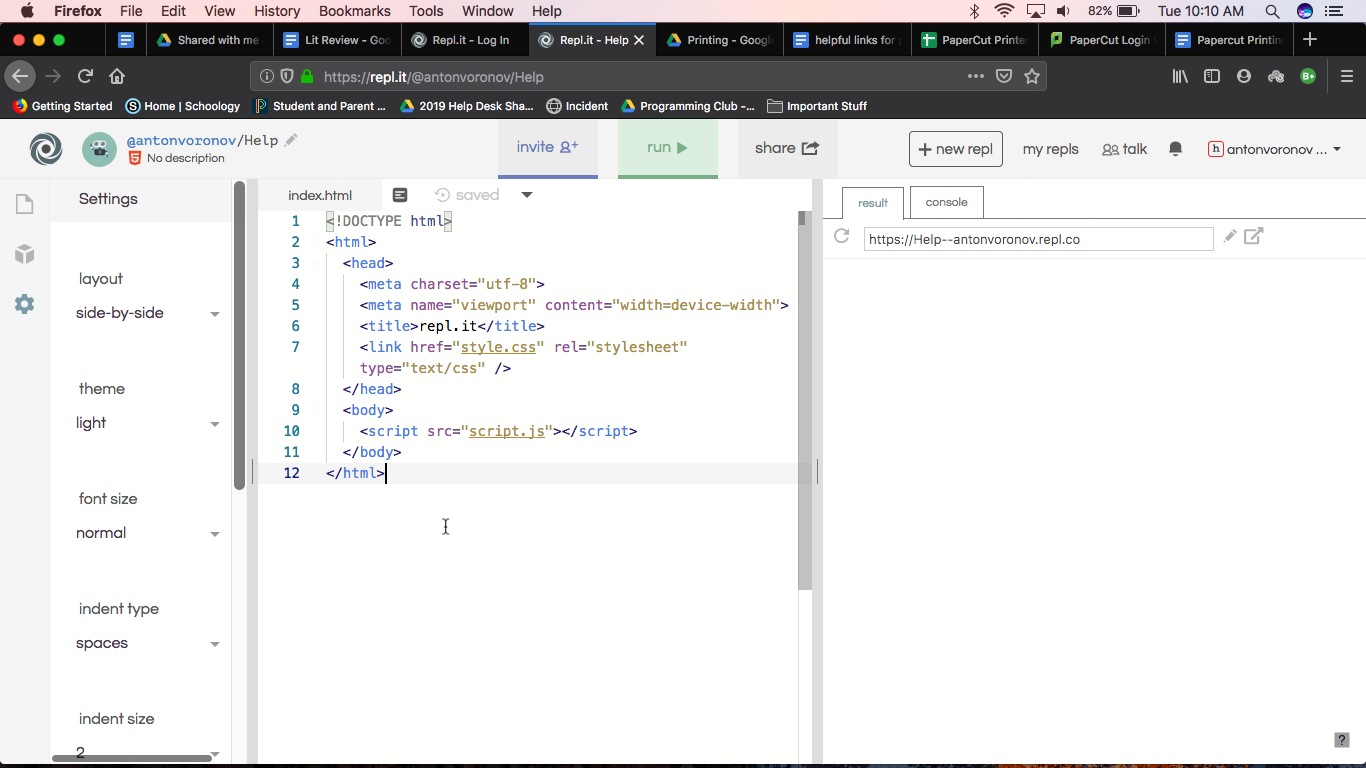 Firefox File Edit View History Bookmarks Tools Window Help 82% Tue 10:10 AM
Shared with me Lit Review - Goo Repl.it - Log In Repl.it - Help Printing - Google helpful links for PaperCut Printer PaperCut Login Papercut Printing
https://repl.it/@antonvoronov/Help B+
Getting Started Home | Schoology Student and Parent ... 2019 Help Desk Sha... Incident Programming Club -... Important Stuff
@antonvoronov/Help
No description
invite
run
share
+ new repl
my repls
talk
h antonvoronov ...
Settings
layout
side-by-side
theme
light
font size
normal
indent type
spaces
indent size
2
index.html saved
1 <!DOCTYPE html>
2 <html>
3 <head>
4 <meta charset="utf-8">
5 <meta name="viewport" content="width=device-width">
6 <title>repl.it</title>
7 <link href="style.css" rel="stylesheet"
type="text/css" />
8 </head>
9 <body>
10 <script src="script.js"></script>
11 </body>
12 </html>
result console
https://Help--antonvoronov.repl.co
?